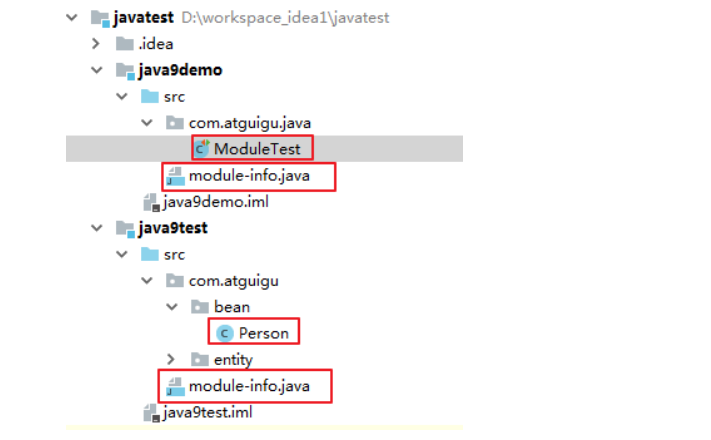 javatest D:\workspace_idea1\javatest
.idea
java9demo
src
com.atguigu.java
ModuleTest
module-info.java
java9demo.iml
java9test
src
com.atguigu
bean
Person
entity
module-info.java
java9test.iml